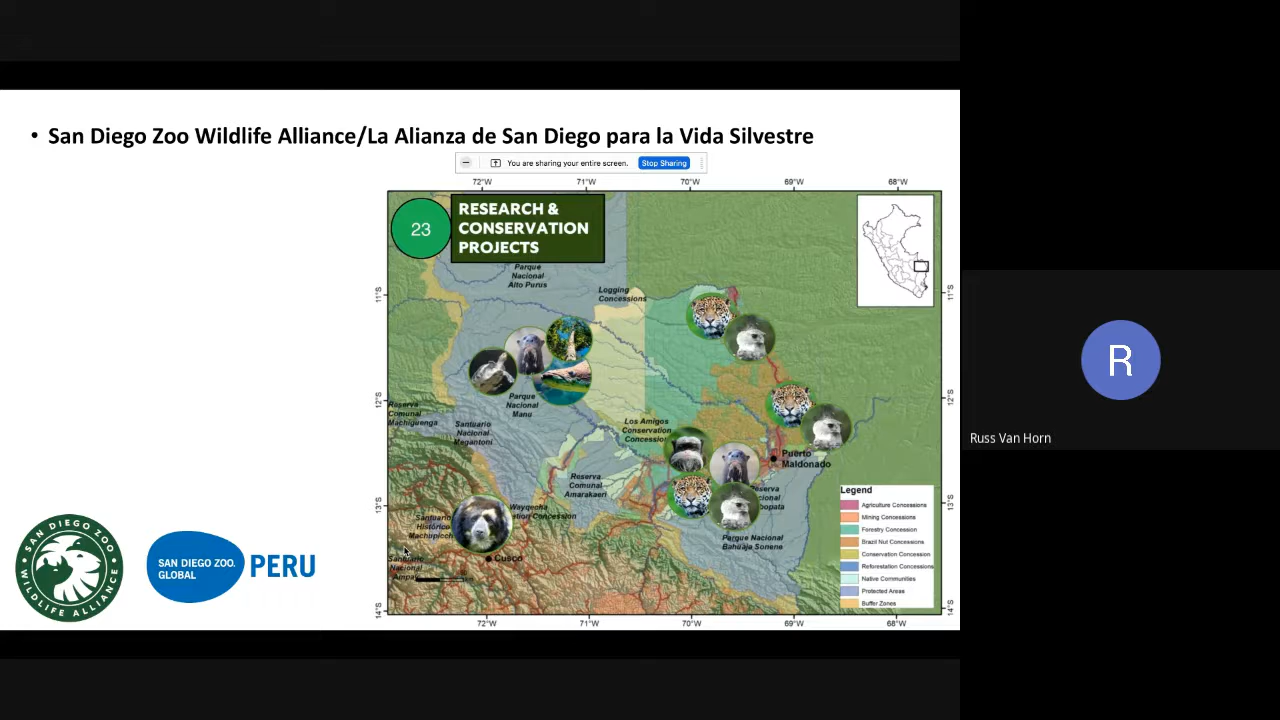 • San Diego Zoo Wildlife Alliance/La Alianza de San Diego para la Vida Silvestre
You are sharing your entire screen. Stop Sharing
72°W 71°W 70°W 69°W 68°W
23
RESEARCH &
CONSERVATION
PROJECTS
Parque
Nacional
Alto Purus
Logging
Concessions
11°S 11°S
Parque
Nacional
Manu
12°S 12°S
Reserva
Comunal
Machiguenga
Santuario
Nacional
Megantoni
Los Amigos
Conservation
Concession
Puerto
Maldonado
Reserva
Comunal
Amarakaeri
13°S 13°S
Santuario
Histórico
Machupicch
Wayqecha
tion Concession
Cusco
Santuario
Nacional
Ampay
Parque Nacional
Bahuaja Sonene
Legend
Agriculture Concessions
Mining Concessions
Forestry Concession
Brazil Nut Concessions
Conservation Concession
Reforestation Concessions
Native Communities
Protected Areas
Buffer Zones
14°S 14°S
72°W 71°W 70°W 69°W 68°W
SAN DIEGO ZOO
WILDLIFE ALLIANCE
SAN DIEGO ZOO.
GLOBAL
PERU
R
Russ Van Horn